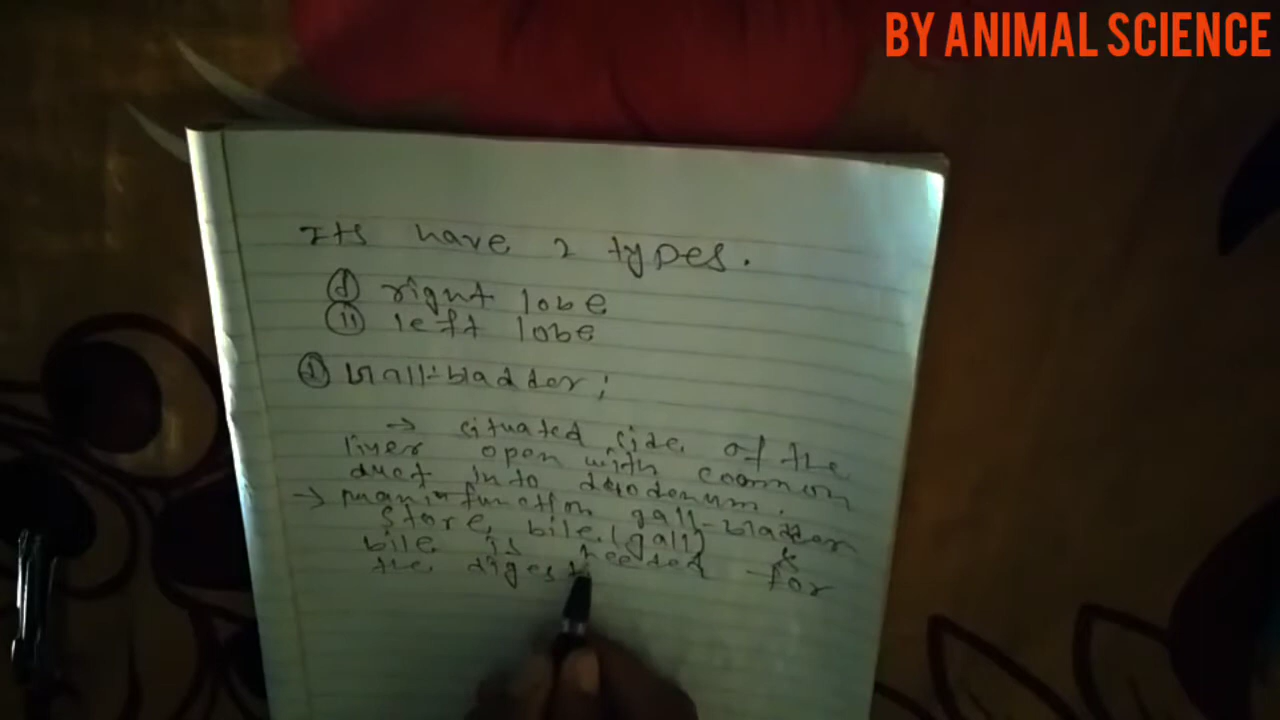 BY ANIMAL SCIENCE
Its have 2 types.
(i) right lobe
(ii) left lobe
Gall-bladder;
→ situated side of the
liver open with common
duct into duodenum.
→ main function gall-bladder
store bile (gall)
bile is needed for
the digest